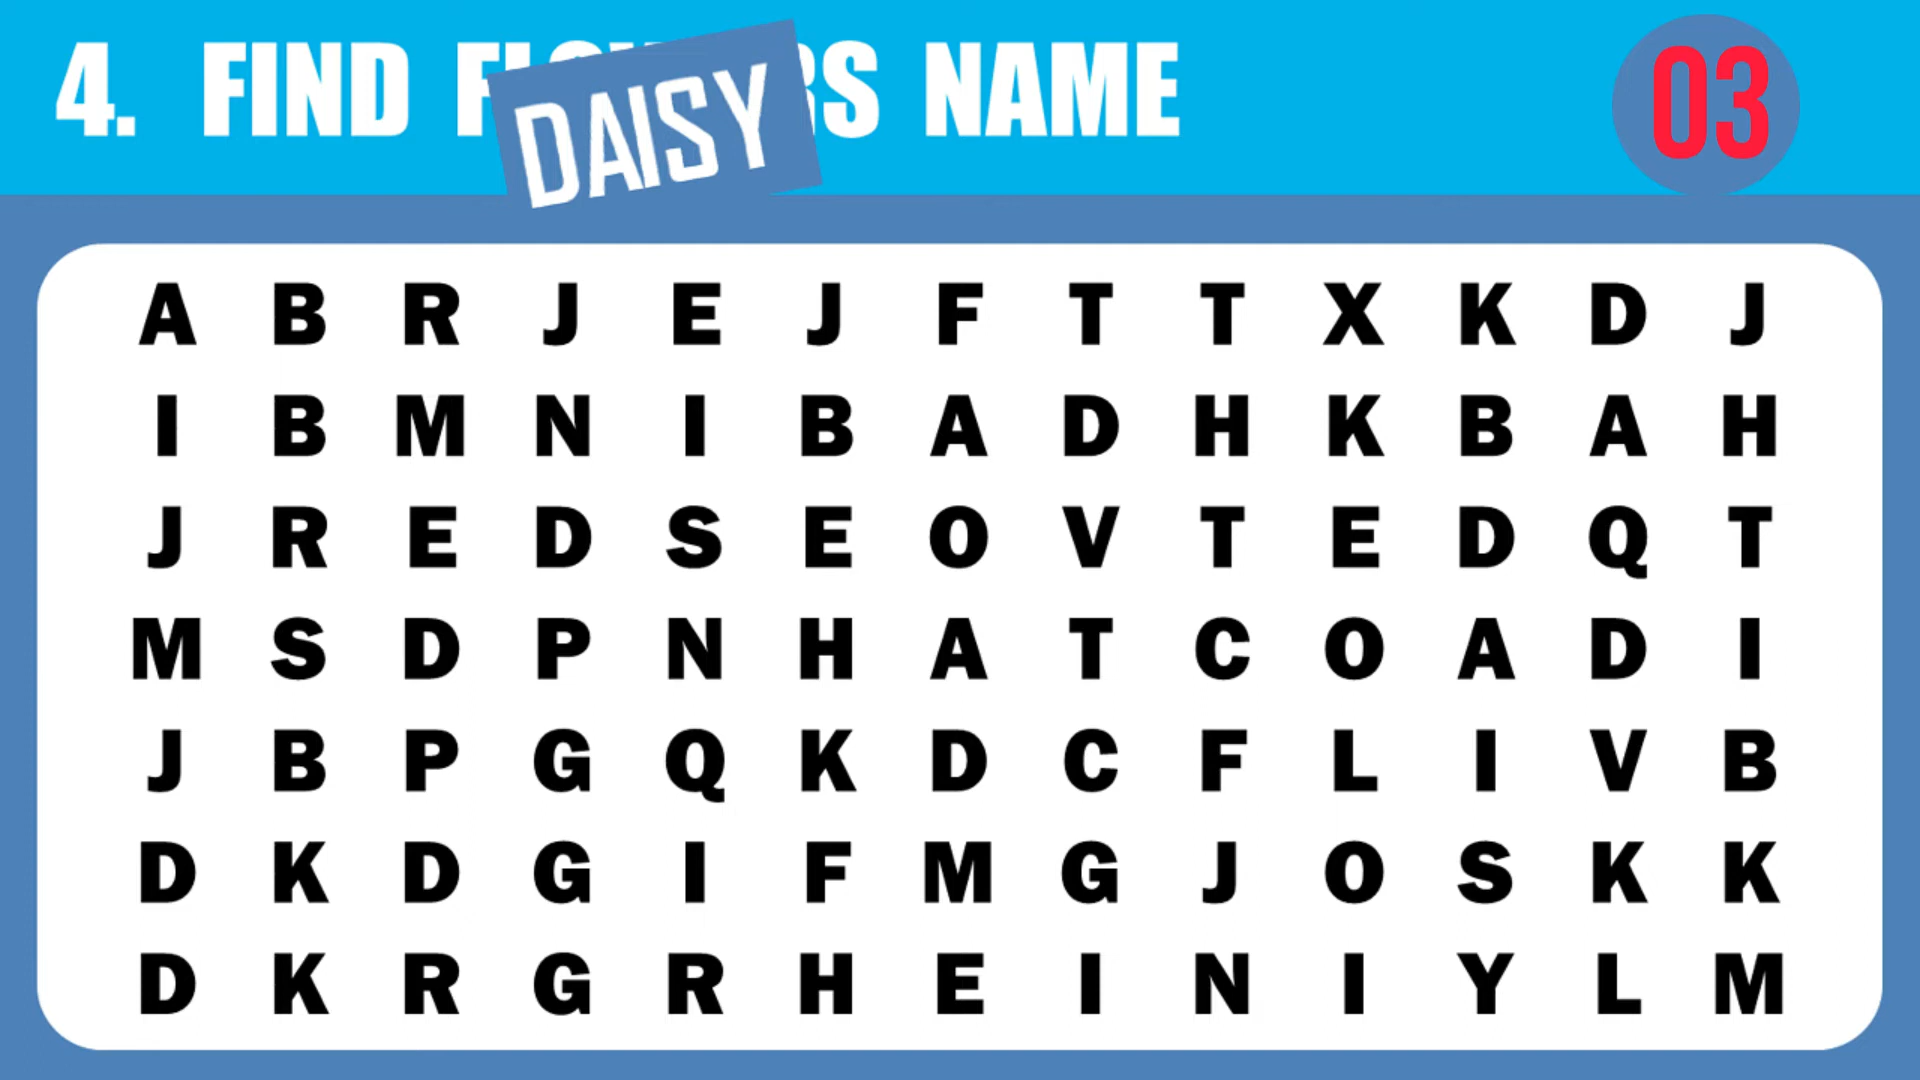 4. FIND NAME
DAISY
03
A B R J E J F T T X K D J
I B M N I B A D H K B A H
J R E D S E O V T E D Q T
M S D P N H A T C O A D I
J B P G Q K D C F L I V B
D K D G I F M G J O S K K
D K R G R H E I N I Y L M